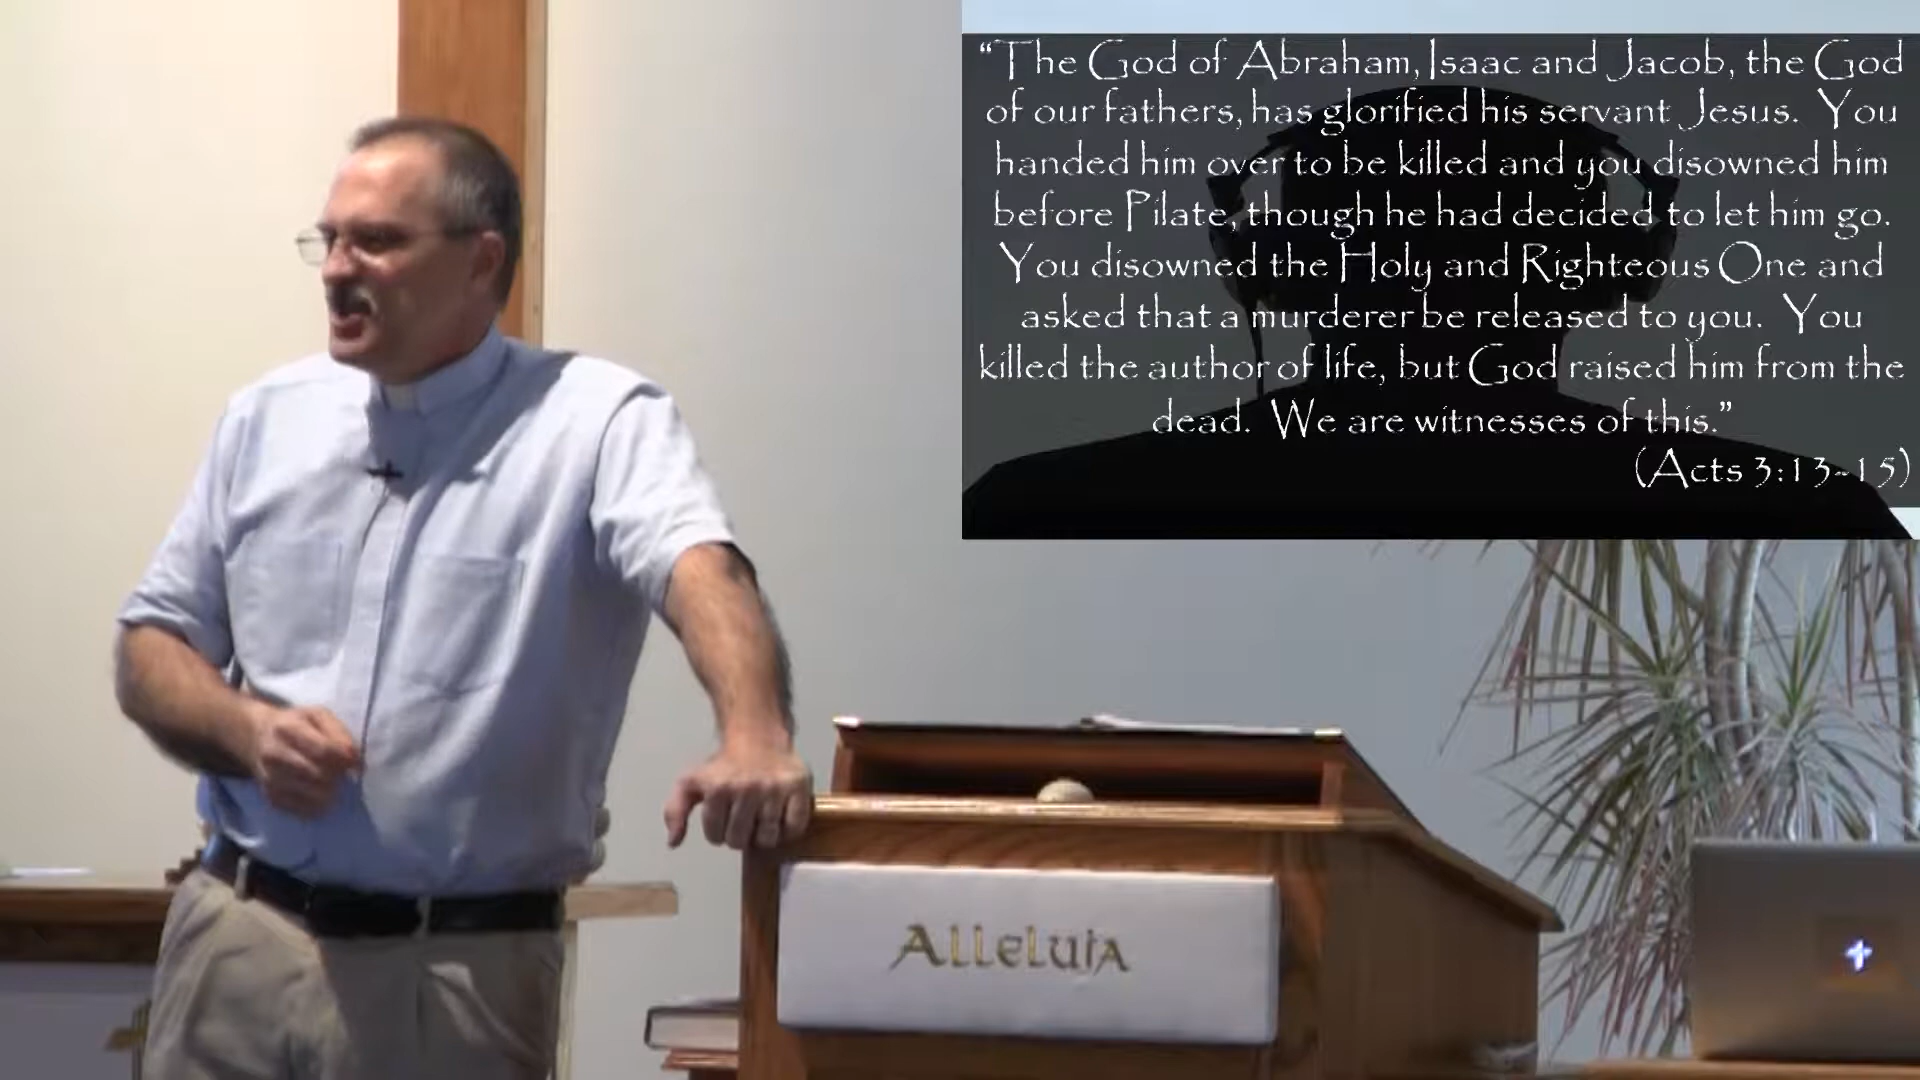 “The God of Abraham, Isaac and Jacob, the God
of our fathers, has glorified his servant Jesus.  You
handed him over to be killed and you disowned him
before Pilate, though he had decided to let him go.
You disowned the Holy and Righteous One and
asked that a murderer be released to you.  You
killed the author of life, but God raised him from the
dead.  We are witnesses of this.”
(Acts 3:13-15)
Alleluia